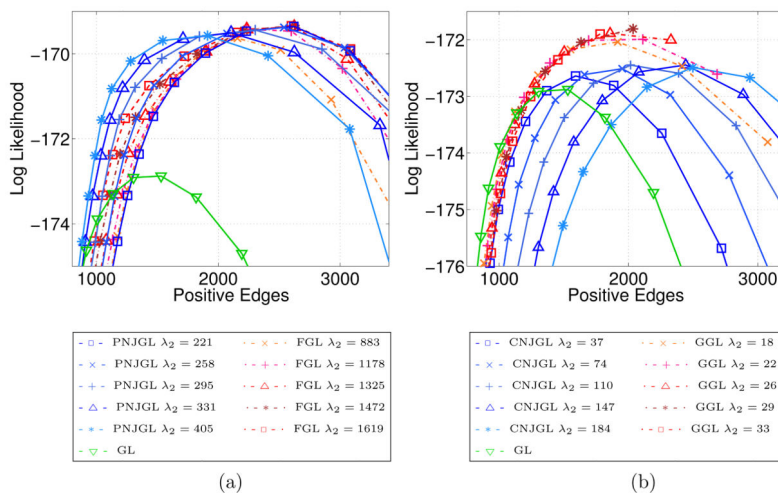 −170
−172
−174
Log Likelihood
1000 2000 3000
Positive Edges
−172
−173
−174
−175
−176
Log Likelihood
1000 2000 3000
Positive Edges
PNJGL λ₂ = 221 FGL λ₂ = 883
PNJGL λ₂ = 258 FGL λ₂ = 1178
PNJGL λ₂ = 295 FGL λ₂ = 1325
PNJGL λ₂ = 331 FGL λ₂ = 1472
PNJGL λ₂ = 405 FGL λ₂ = 1619
GL
CNJGL λ₂ = 37 GGL λ₂ = 18
CNJGL λ₂ = 74 GGL λ₂ = 22
CNJGL λ₂ = 110 GGL λ₂ = 26
CNJGL λ₂ = 147 GGL λ₂ = 29
CNJGL λ₂ = 184 GGL λ₂ = 33
GL
(a)
(b)